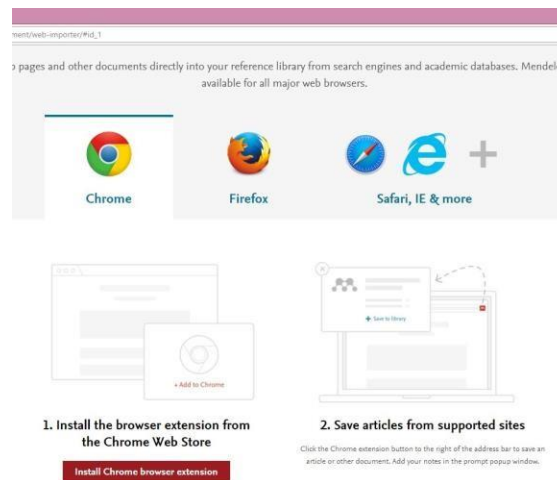 ment/web-importer/#id_1
pages and other documents directly into your reference library from search engines and academic databases. Mendel
available for all major web browsers.
Chrome
Firefox
Safari, IE & more
+ Add to Chrome
+ Save to library
1. Install the browser extension from
the Chrome Web Store
Install Chrome browser extension
2. Save articles from supported sites
Click the Chrome extension button to the right of the address bar to save an
article or other document. Add your notes in the prompt popup window.